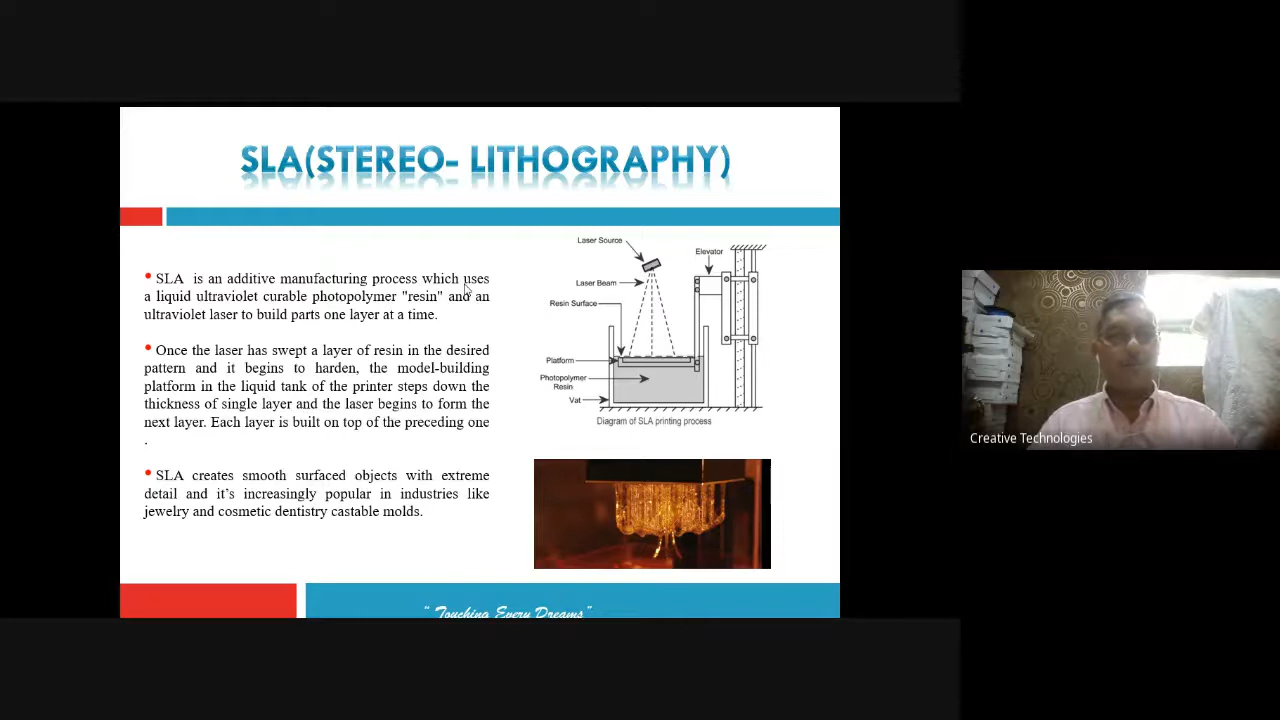 SLA(STEREO- LITHOGRAPHY)
• SLA is an additive manufacturing process which uses
a liquid ultraviolet curable photopolymer "resin" and an
ultraviolet laser to build parts one layer at a time.
• Once the laser has swept a layer of resin in the desired
pattern and it begins to harden, the model-building
platform in the liquid tank of the printer steps down the
thickness of single layer and the laser begins to form the
next layer. Each layer is built on top of the preceding one
.
• SLA creates smooth surfaced objects with extreme
detail and it's increasingly popular in industries like
jewelry and cosmetic dentistry castable molds.
Laser Source
Elevator
Laser Beam
Resin Surface
Platform
Photopolymer
Resin
Vat
Diagram of SLA printing process
" Touching Every Dreams"
Creative Technologies